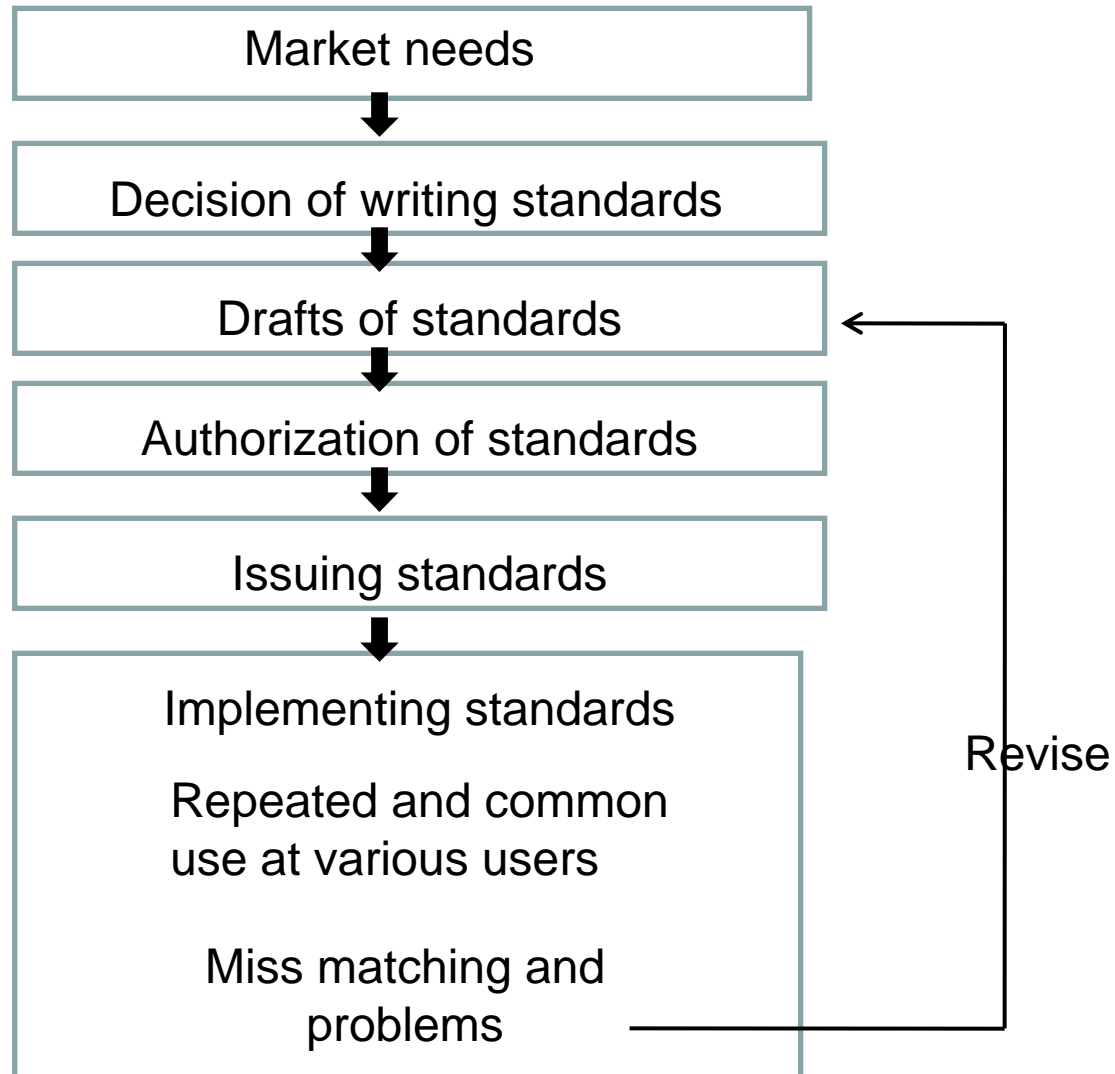 Market needs
Decision of writing standards
Drafts of standards
Authorization of standards
Issuing standards
Implementing standards
Revise
Repeated and common
use at various users
Miss matching and
problems